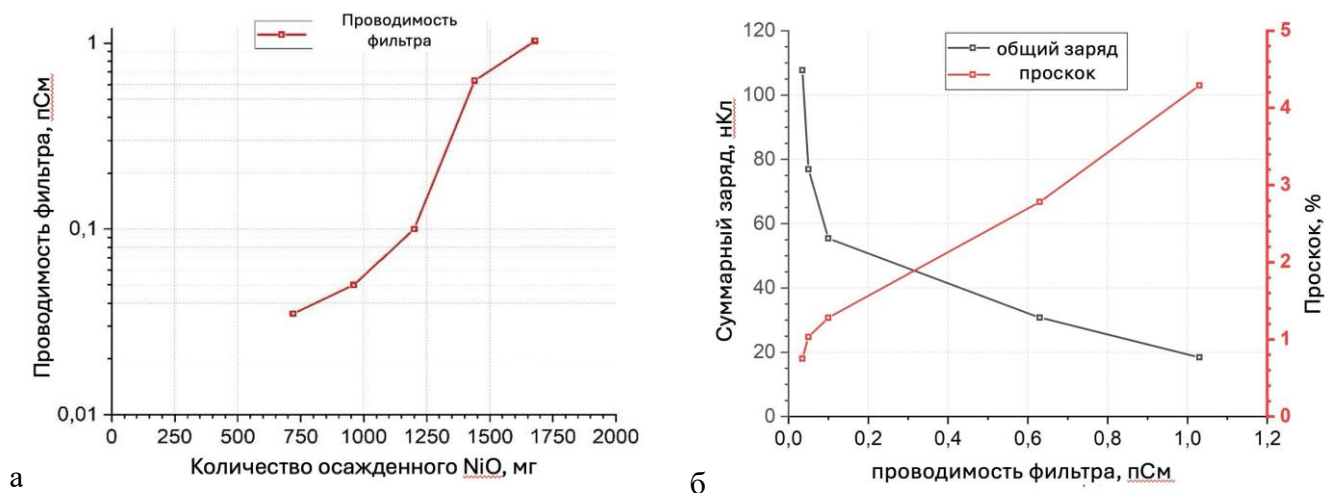 Проводимость
фильтра
Проводимость фильтра, пСм
1
0,1
0,01
0 250 500 750 1000 1250 1500 1750 2000
Количество осажденного NiO, мг
а
общий заряд
проскок
Суммарный заряд, нКл
120
100
80
60
40
20
0
0,0 0,2 0,4 0,6 0,8 1,0 1,2
проводимость фильтра, пСм
5
4
3
2
1
0
Проскок, %
б